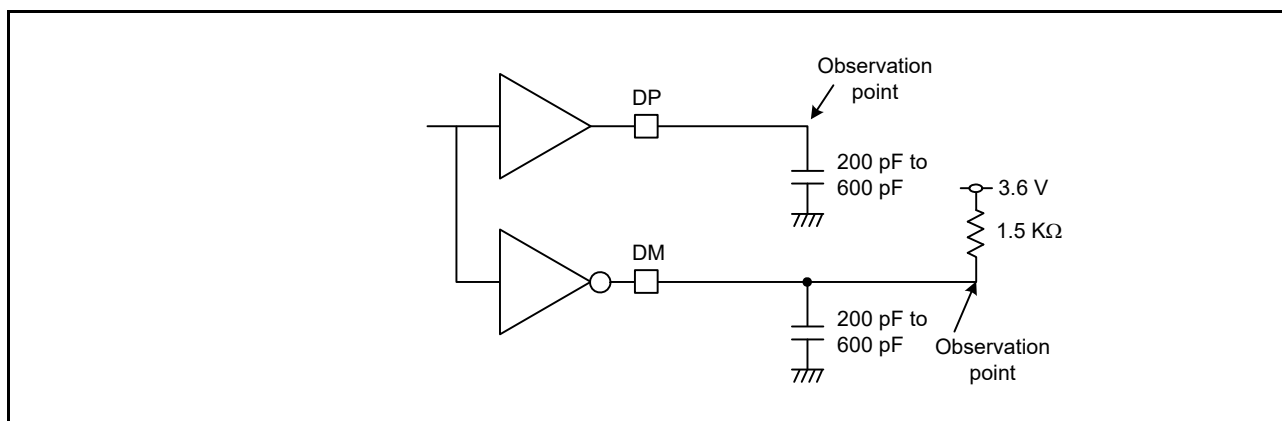 Observation
point
DP
200 pF to
600 pF
3.6 V
1.5 KΩ
DM
200 pF to
600 pF
Observation
point